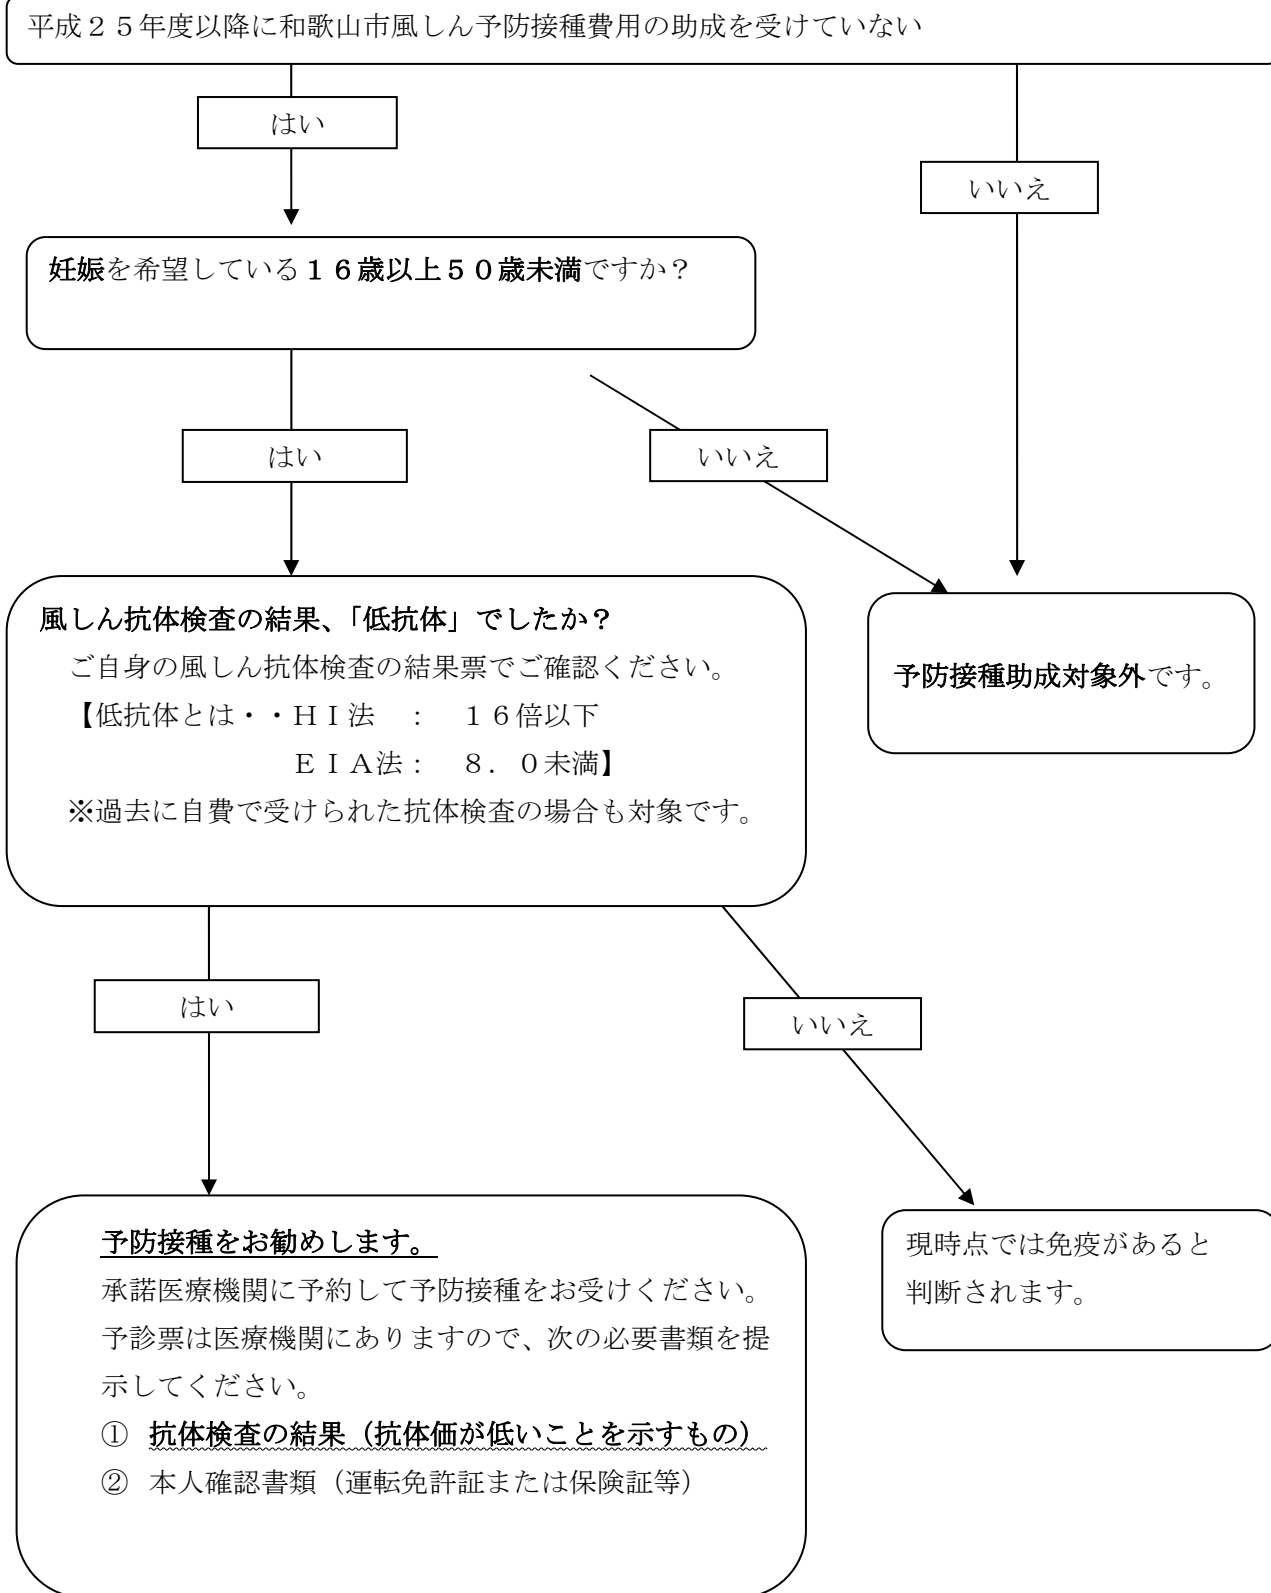 平成２５年度以降に和歌山市風しん予防接種費用の助成を受けていない
はい
いいえ
妊娠を希望している１６歳以上５０歳未満ですか？
はい
いいえ
風しん抗体検査の結果、「低抗体」でしたか？
ご自身の風しん抗体検査の結果票でご確認ください。
【低抗体とは・・ＨＩ法　：　１６倍以下
ＥＩＡ法：　８．０未満】
※過去に自費で受けられた抗体検査の場合も対象です。
予防接種助成対象外です。
はい
いいえ
予防接種をお勧めします。
承諾医療機関に予約して予防接種をお受けください。
予診票は医療機関にありますので、次の必要書類を提
示してください。
①　抗体検査の結果（抗体価が低いことを示すもの）
②　本人確認書類（運転免許証または保険証等）
現時点では免疫があると
判断されます。